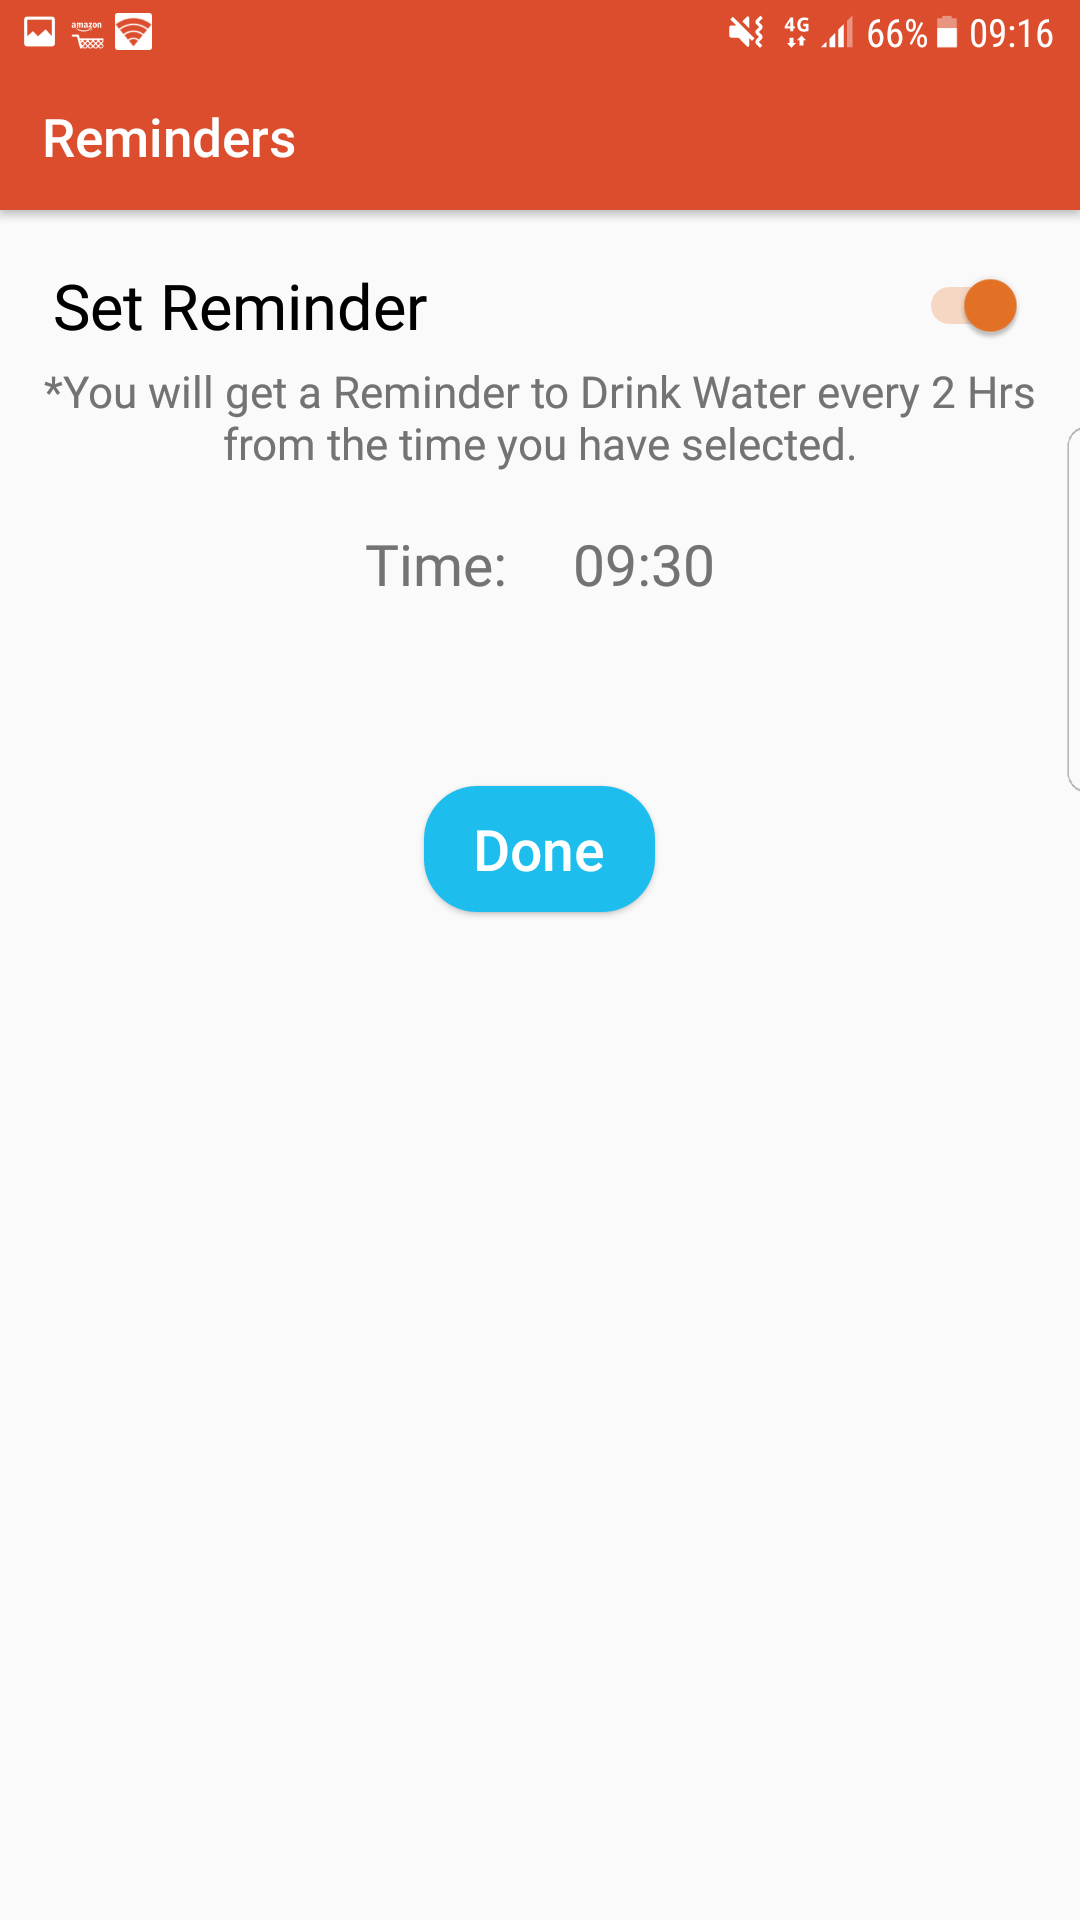 amazon
4G 66% 09:16
Reminders
Set Reminder
*You will get a Reminder to Drink Water every 2 Hrs
from the time you have selected.
Time: 09:30
Done